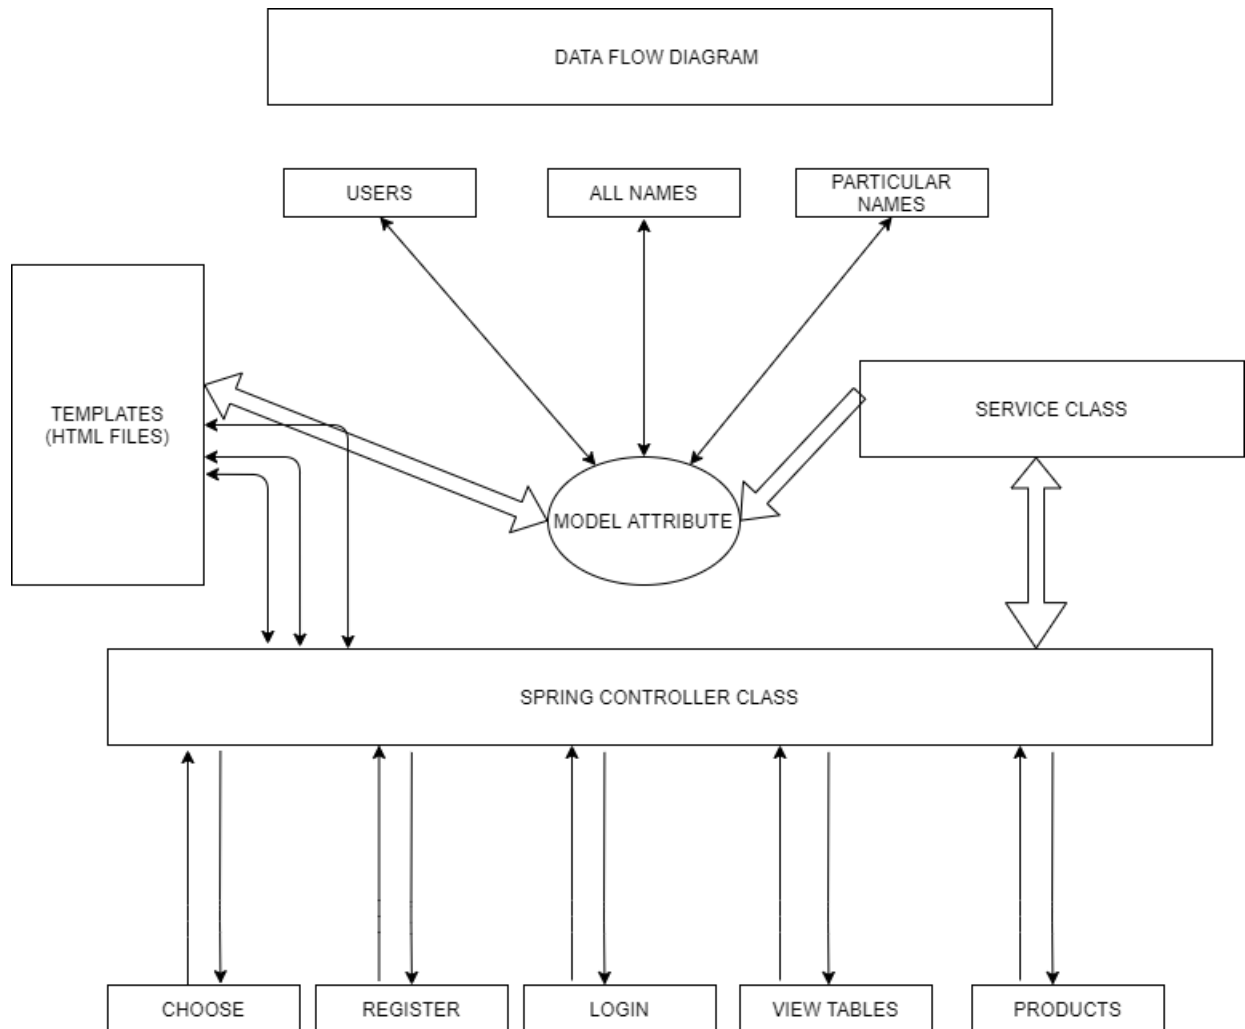 DATA FLOW DIAGRAM
USERS
ALL NAMES
PARTICULAR
NAMES
TEMPLATES
(HTML FILES)
SERVICE CLASS
MODEL ATTRIBUTE
SPRING CONTROLLER CLASS
CHOOSE
REGISTER
LOGIN
VIEW TABLES
PRODUCTS